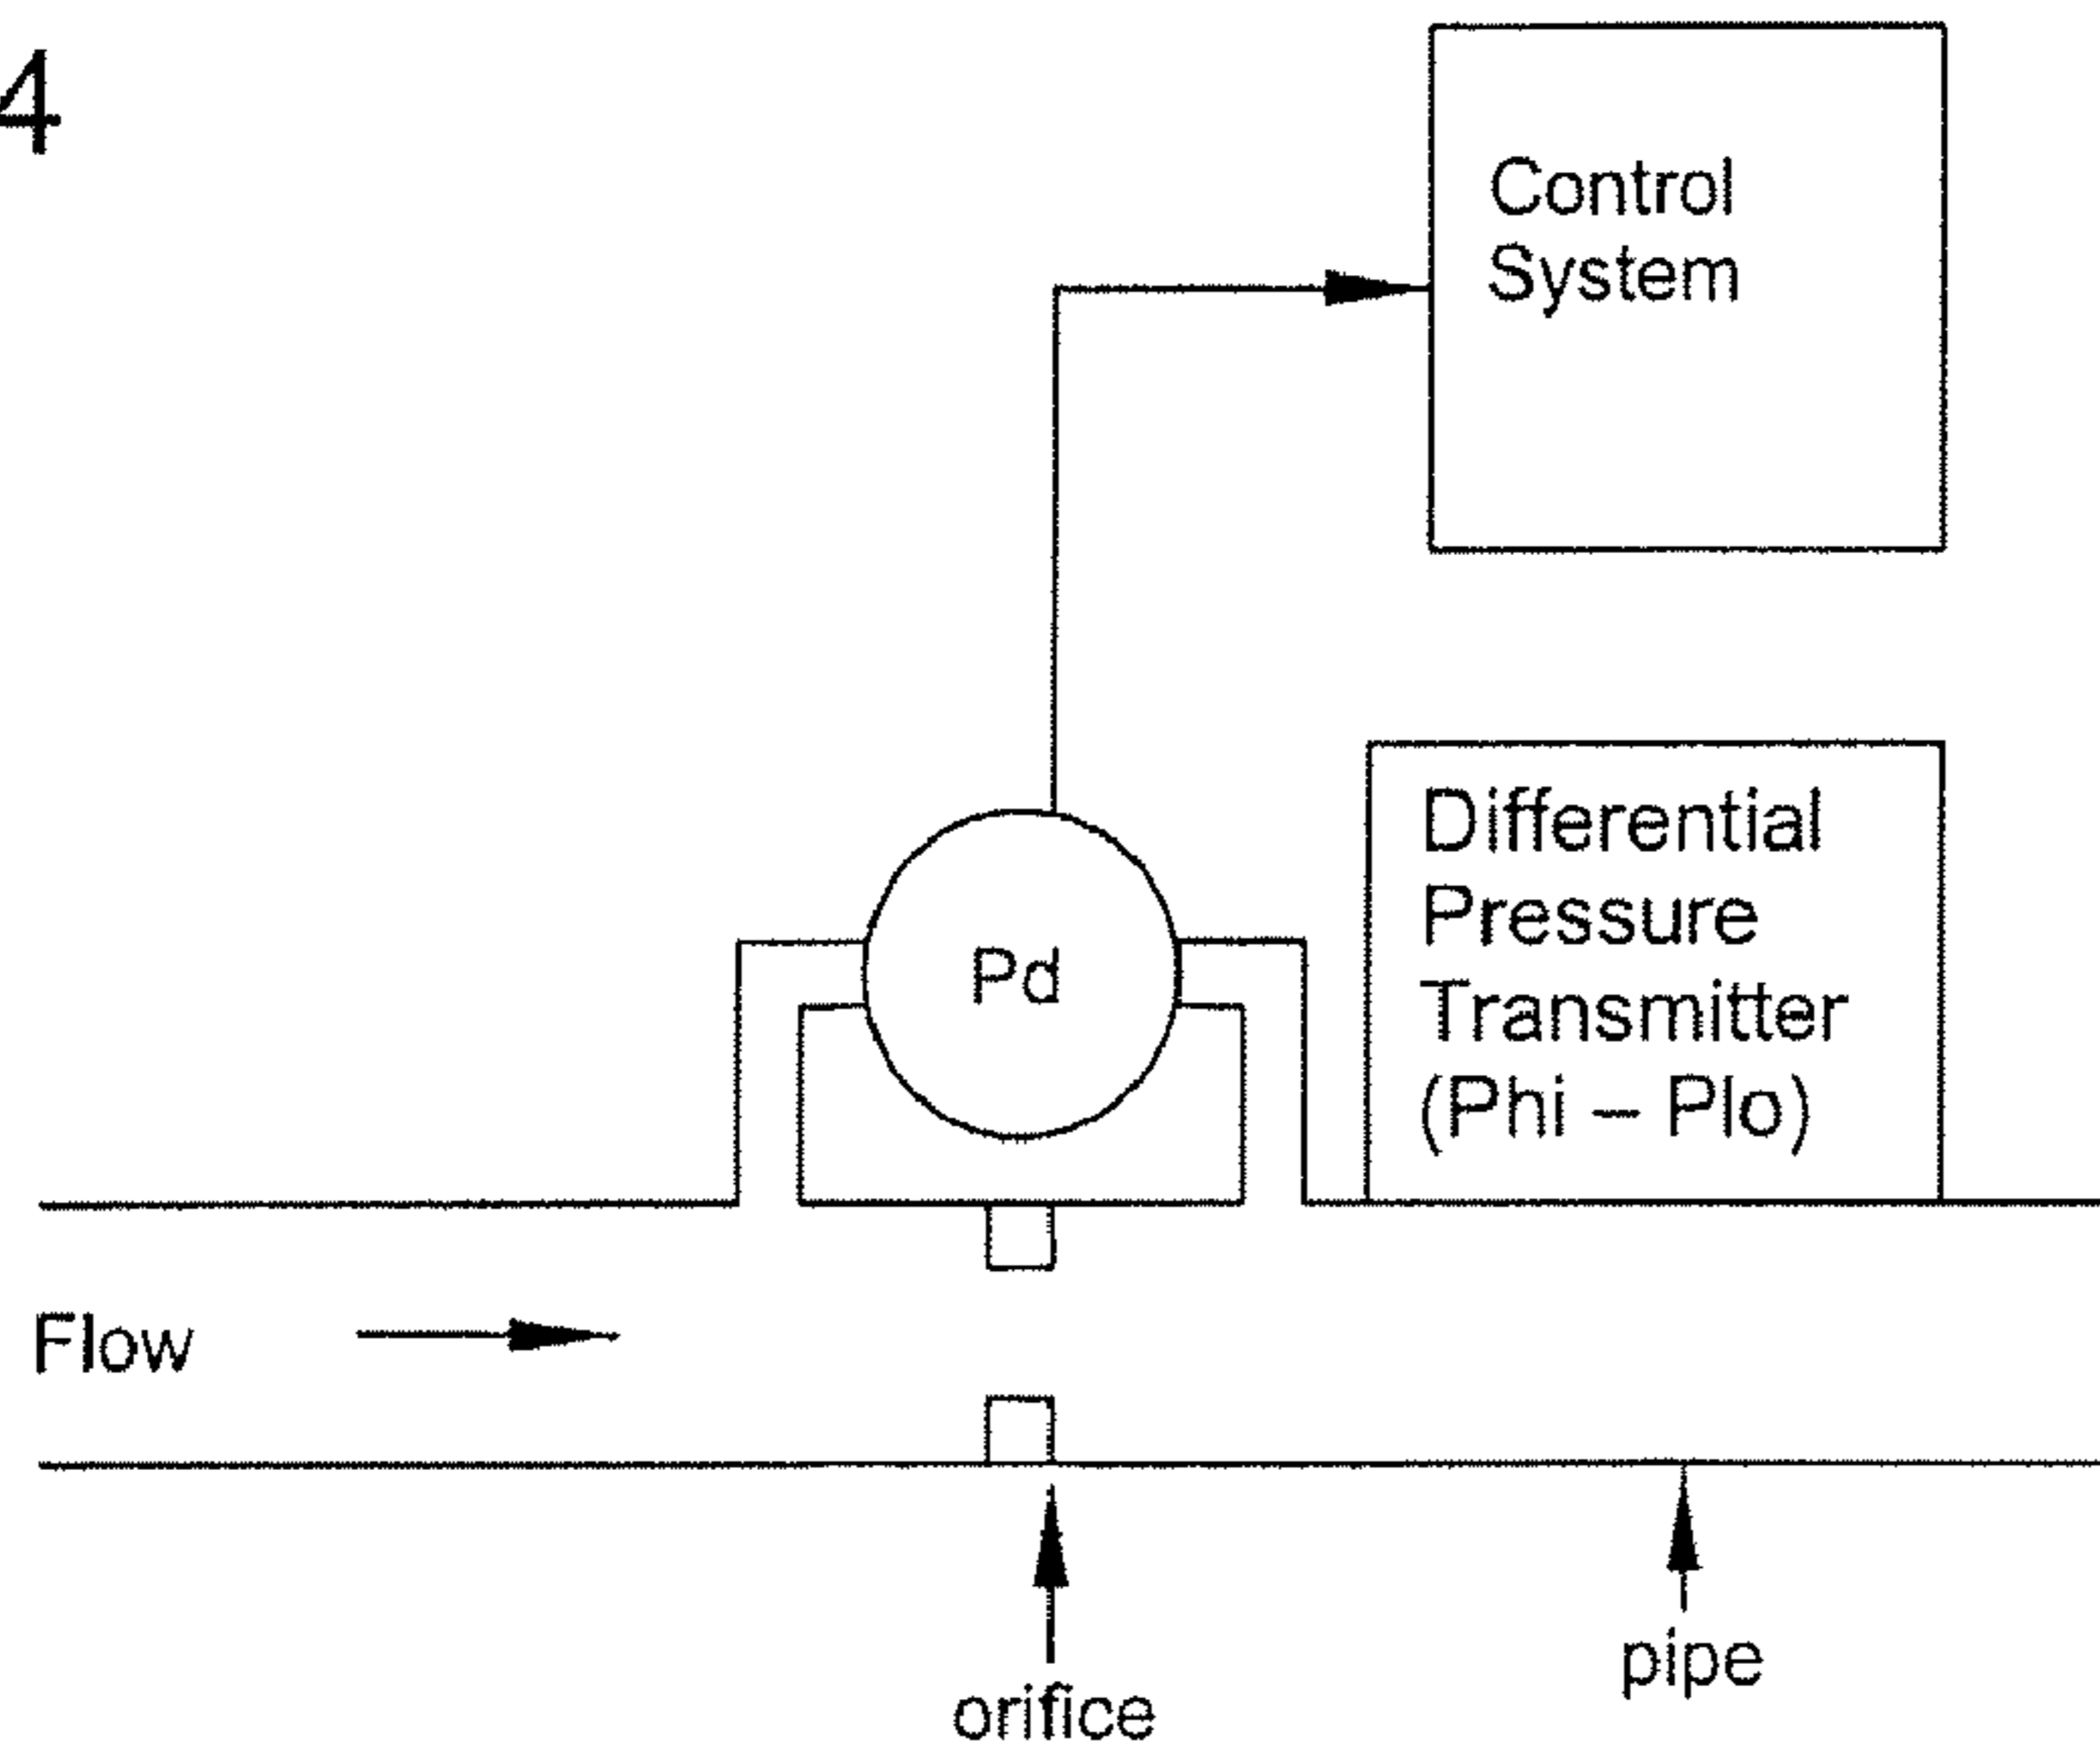 4
Control
System
Differential
Pressure
Transmitter
(Phi – Plo)
Pd
Flow
orifice
pipe